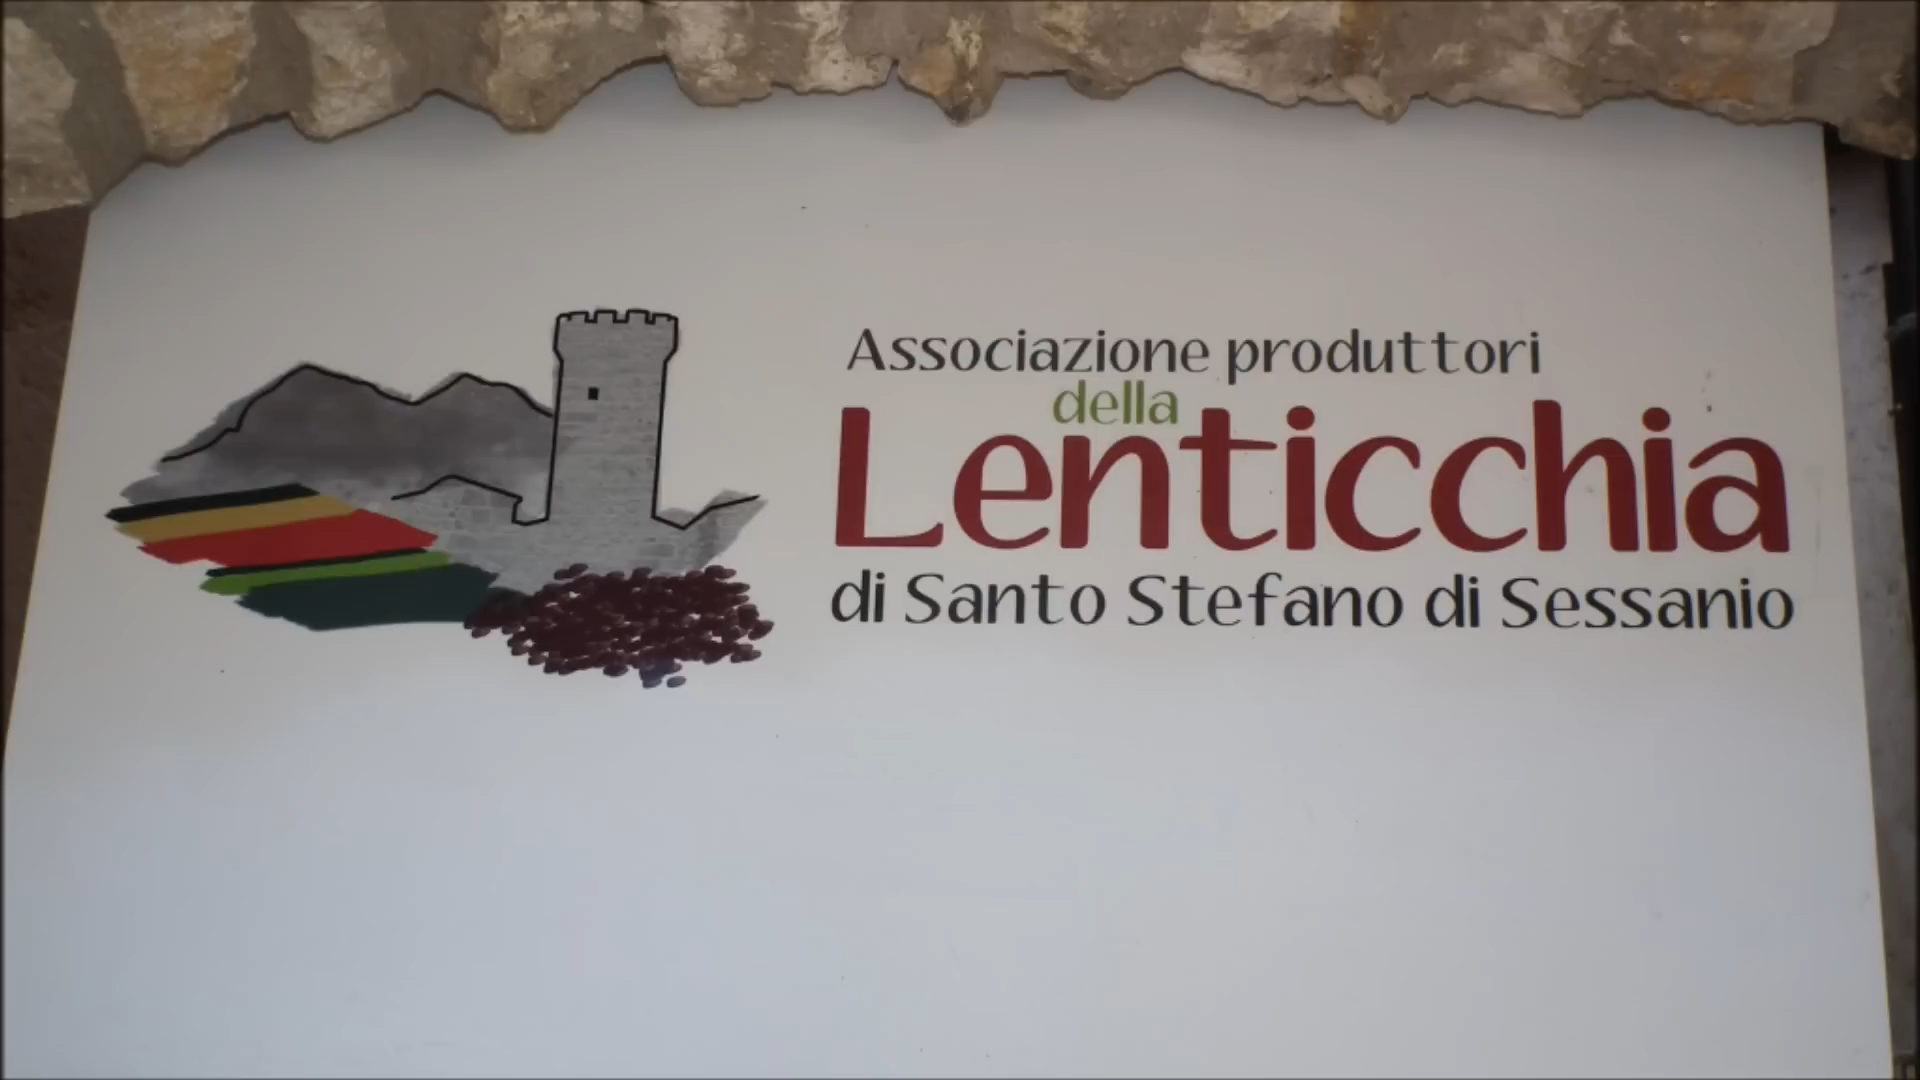 Associazione produttori
della
Lenticchia
di Santo Stefano di Sessanio